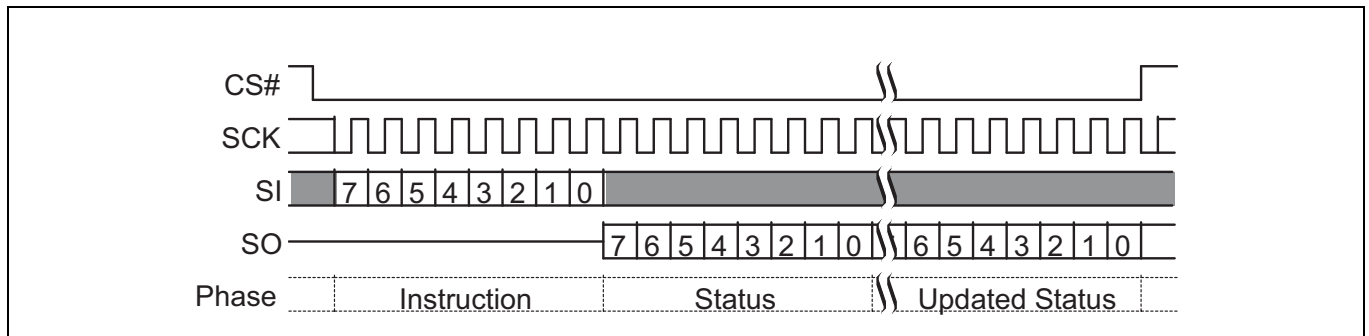 CS#
SCK
SI 7 6 5 4 3 2 1 0
SO 7 6 5 4 3 2 1 0 6 5 4 3 2 1 0
Phase Instruction Status Updated Status